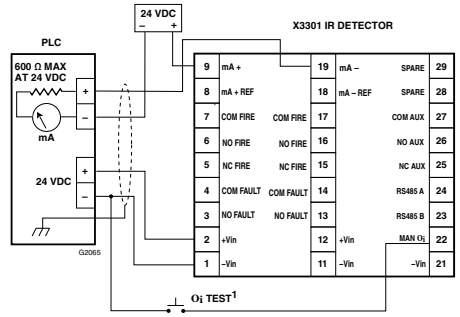 24 VDC
− +
X3301 IR DETECTOR
PLC
600 Ω MAX
AT 24 VDC
+
−
mA
24 VDC
+
−
G2065
9 mA + 19 mA − SPARE 29
8 mA + REF 18 mA − REF SPARE 28
7 COM FIRE COM FIRE 17 COM AUX 27
6 NO FIRE NO FIRE 16 NO AUX 26
5 NC FIRE NC FIRE 15 NC AUX 25
4 COM FAULT COM FAULT 14 RS485 A 24
3 NO FAULT NO FAULT 13 RS485 B 23
2 +Vin 12 +Vin MAN Oi 22
1 −Vin 11 −Vin −Vin 21
Oi TEST1